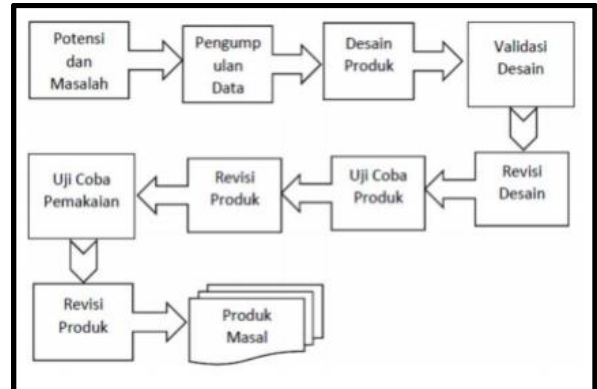 Potensi
dan
Masalah
Pengump
ulan
Data
Desain
Produk
Validasi
Desain
Revisi
Desain
Uji Coba
Produk
Revisi
Produk
Uji Coba
Pemakaian
Revisi
Produk
Produk
Masal